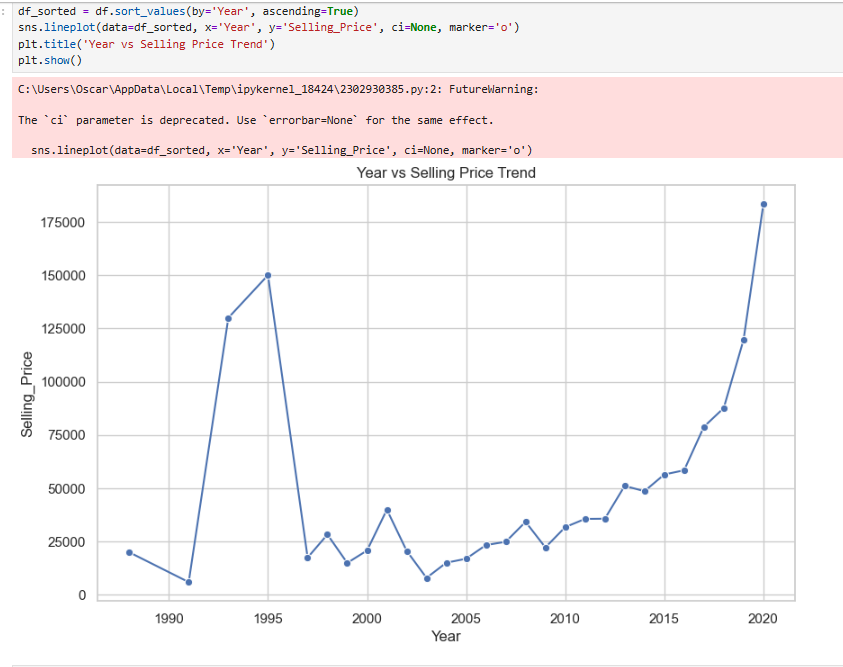 :
df_sorted = df.sort_values(by='Year', ascending=True)
sns.lineplot(data=df_sorted, x='Year', y='Selling_Price', ci=None, marker='o')
plt.title('Year vs Selling Price Trend')
plt.show()
C:\Users\Oscar\AppData\Local\Temp\ipykernel_18424\2302930385.py:2: FutureWarning:
The `ci` parameter is deprecated. Use `errorbar=None` for the same effect.
sns.lineplot(data=df_sorted, x='Year', y='Selling_Price', ci=None, marker='o')
Year vs Selling Price Trend
175000
150000
125000
100000
75000
50000
25000
0
Selling_Price
1990 1995 2000 2005 2010 2015 2020
Year